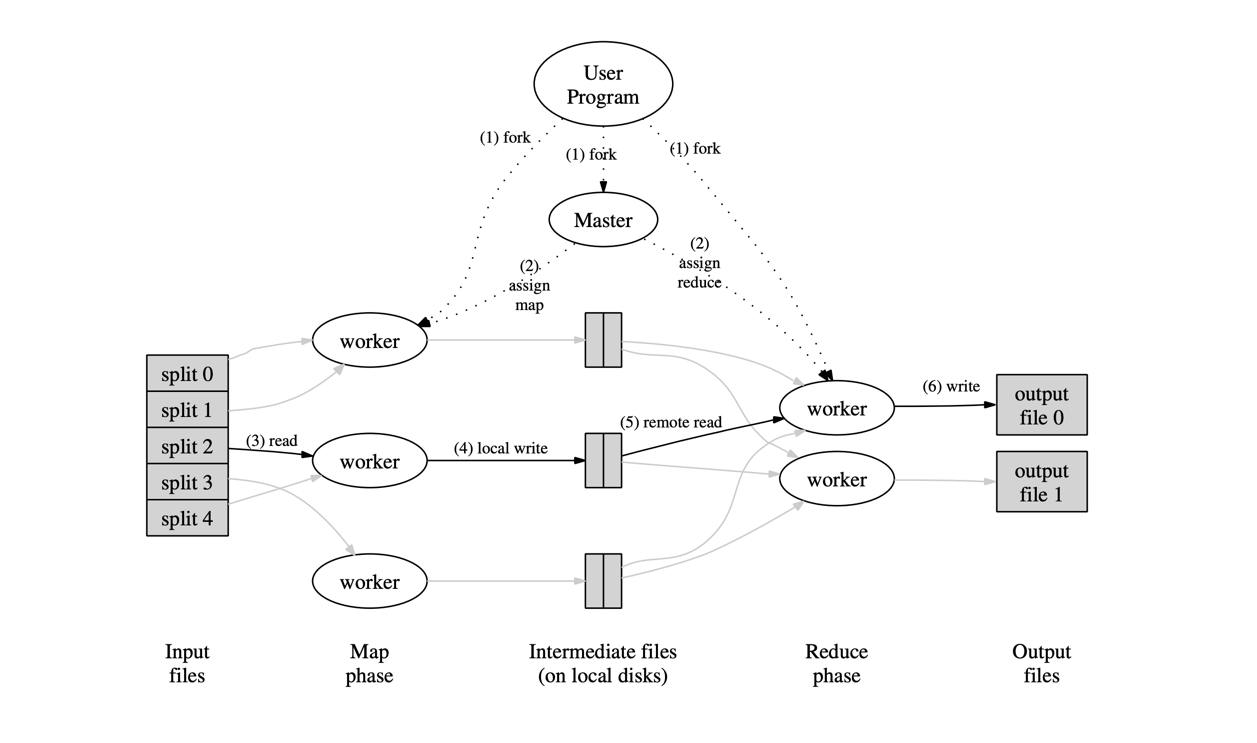 User
Program
(1) fork
(1) fork
(1) fork
Master
(2)
assign
map
(2)
assign
reduce
worker
split 0
split 1
split 2
split 3
split 4
(3) read
worker
(4) local write
(5) remote read
worker
(6) write
output
file 0
worker
output
file 1
worker
Input
files
Map
phase
Intermediate files
(on local disks)
Reduce
phase
Output
files